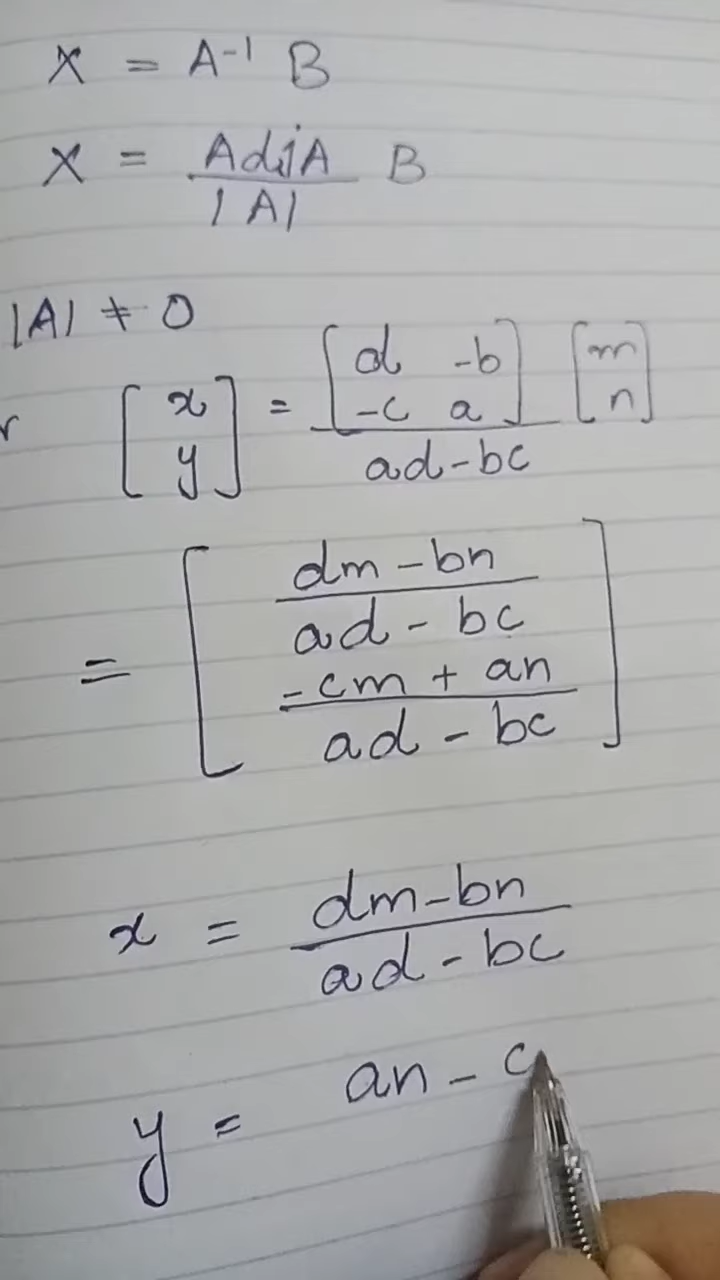 X = A⁻¹ B
X = AdjA / |A| B
|A| ≠ 0
r [x y] = [d -b -c a] / ad-bc [m n]
= [dm - bn / ad - bc
-cm + an / ad - bc]
x = dm-bn / ad - bc
y = an - c